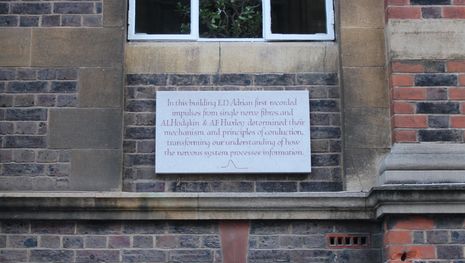 In this building E.D. Adrian first recorded
impulses from single nerve fibres and
A.L.Hodgkin & A.F. Huxley determined their
mechanism and principles of conduction,
transforming our understanding of how
the nervous system processes information.